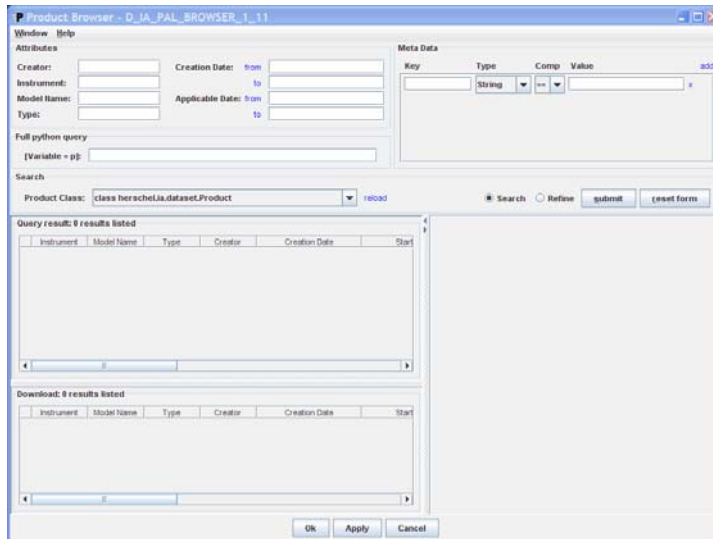 Product Browser - D_IA_PAL_BROWSER_1_11
Window Help
Attributes
Creator:
Creation Date: from
Instrument:
to
Model Name:
Applicable Date: from
Type:
to
Meta Data
Key Type Comp Value add
String == x
Full python query
[Variable = p]:
Search
Product Class: class herschel.ia.dataset.Product reload Search Refine submit reset form
Query result: 0 results listed
Instrument Model Name Type Creator Creation Date Start
Download: 0 results listed
Instrument Model Name Type Creator Creation Date Start
Ok Apply Cancel